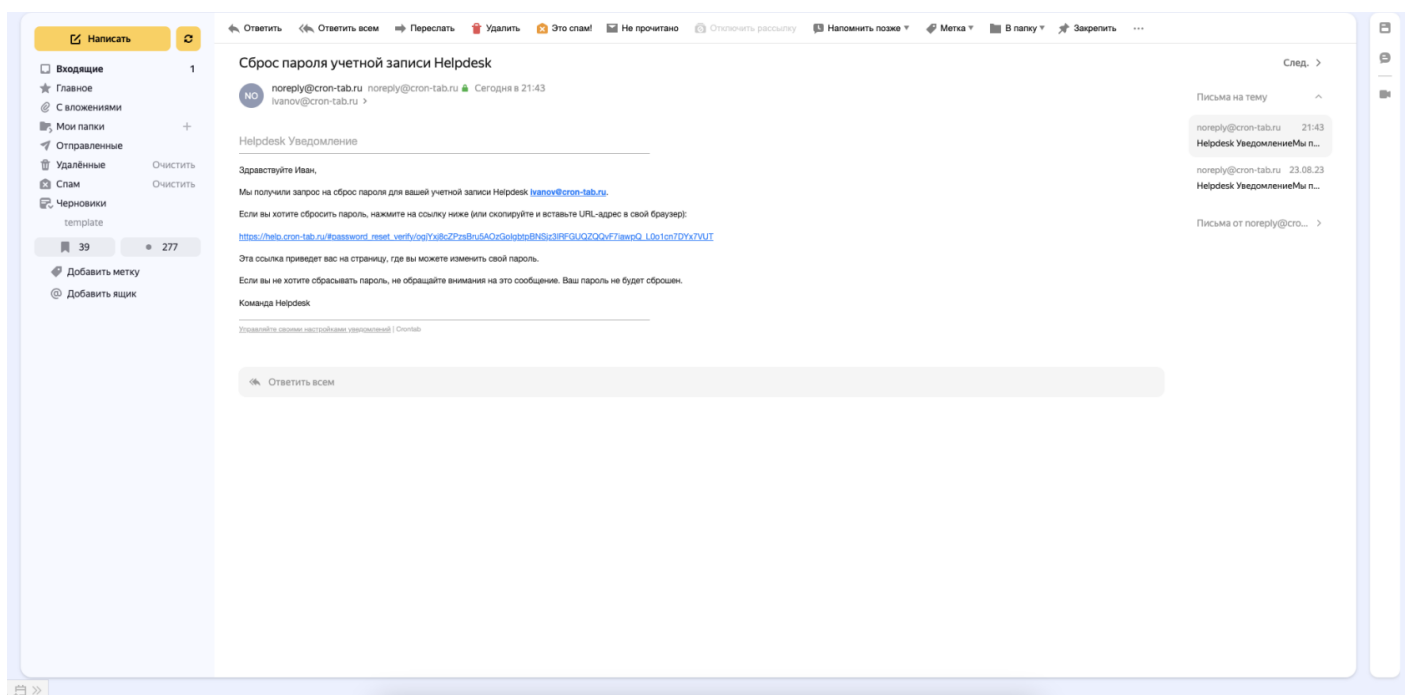 Написать
Ответить Ответить всем Переслать Удалить Это спам! Не прочитано Отключить рассылку Напомнить позже Метка В папку Закрепить ...
Входящие 1
Главное
С вложениями
Мои папки +
Отправленные
Удалённые Очистить
Спам Очистить
Черновики
template
39 277
Добавить метку
Добавить ящик
Сброс пароля учетной записи Helpdesk
След. >
NO
noreply@cron-tab.ru noreply@cron-tab.ru Сегодня в 21:43
ivanov@cron-tab.ru >
Helpdesk Уведомление
Здравствуйте Иван,
Мы получили запрос на сброс пароля для вашей учетной записи Helpdesk ivanov@cron-tab.ru.
Если вы хотите сбросить пароль, нажмите на ссылку ниже (или скопируйте и вставьте URL-адрес в свой браузер):
Эта ссылка приведет вас на страницу, где вы можете изменить свой пароль.
Если вы не хотите сбрасывать пароль, не обращайте внимания на это сообщение. Ваш пароль не будет сброшен.
Команда Helpdesk
Управляйте своими настройками уведомлений | Crontab
Ответить всем
Письма на тему
noreply@cron-tab.ru 21:43
Helpdesk УведомлениеМы п...
noreply@cron-tab.ru 23.08.23
Helpdesk УведомлениеМы п...
Письма от noreply@cro... >